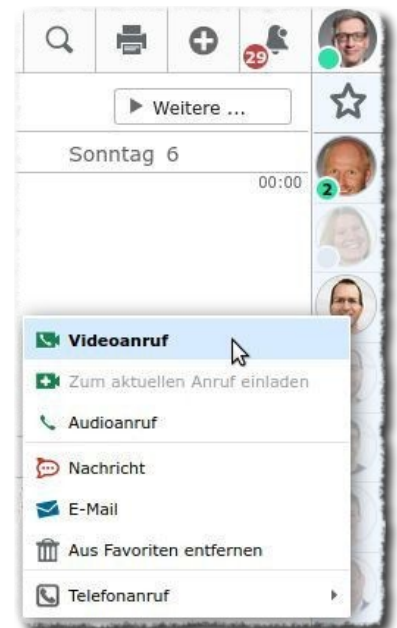 29
Weitere ...
Sonntag 6
00:00
2
Videoanruf
Zum aktuellen Anruf einladen
Audioanruf
Nachricht
E-Mail
Aus Favoriten entfernen
Telefonanruf